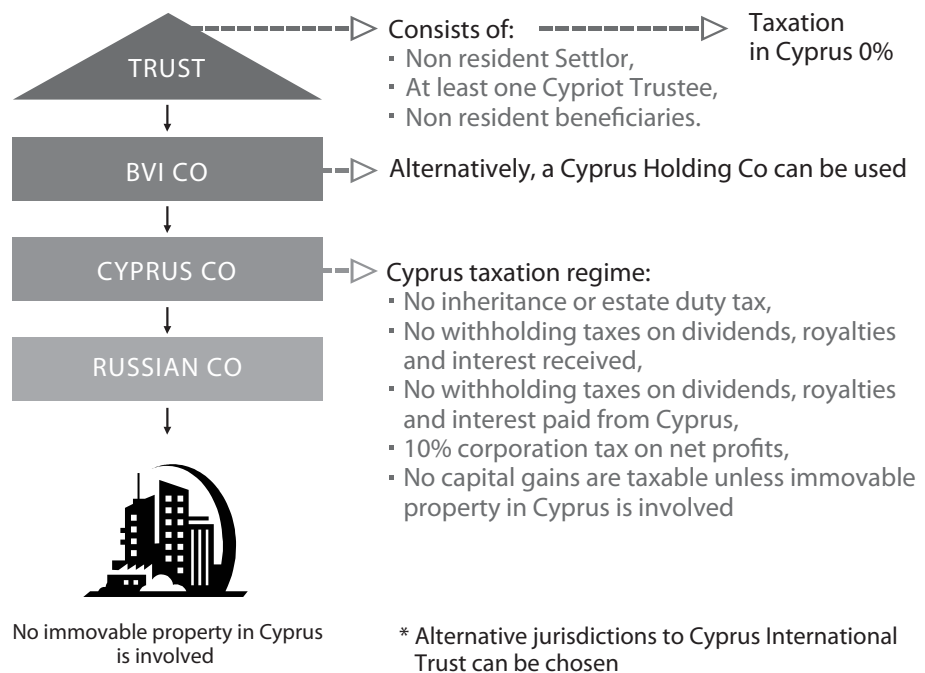 TRUST
Consists of:
▪ Non resident Settlor,
▪ At least one Cypriot Trustee,
▪ Non resident beneficiaries.
Taxation
in Cyprus 0%
BVI CO
Alternatively, a Cyprus Holding Co can be used
CYPRUS CO
Cyprus taxation regime:
▪ No inheritance or estate duty tax,
▪ No withholding taxes on dividends, royalties
and interest received,
▪ No withholding taxes on dividends, royalties
and interest paid from Cyprus,
▪ 10% corporation tax on net profits,
▪ No capital gains are taxable unless immovable
property in Cyprus is involved
RUSSIAN CO
No immovable property in Cyprus
is involved
* Alternative jurisdictions to Cyprus International
Trust can be chosen